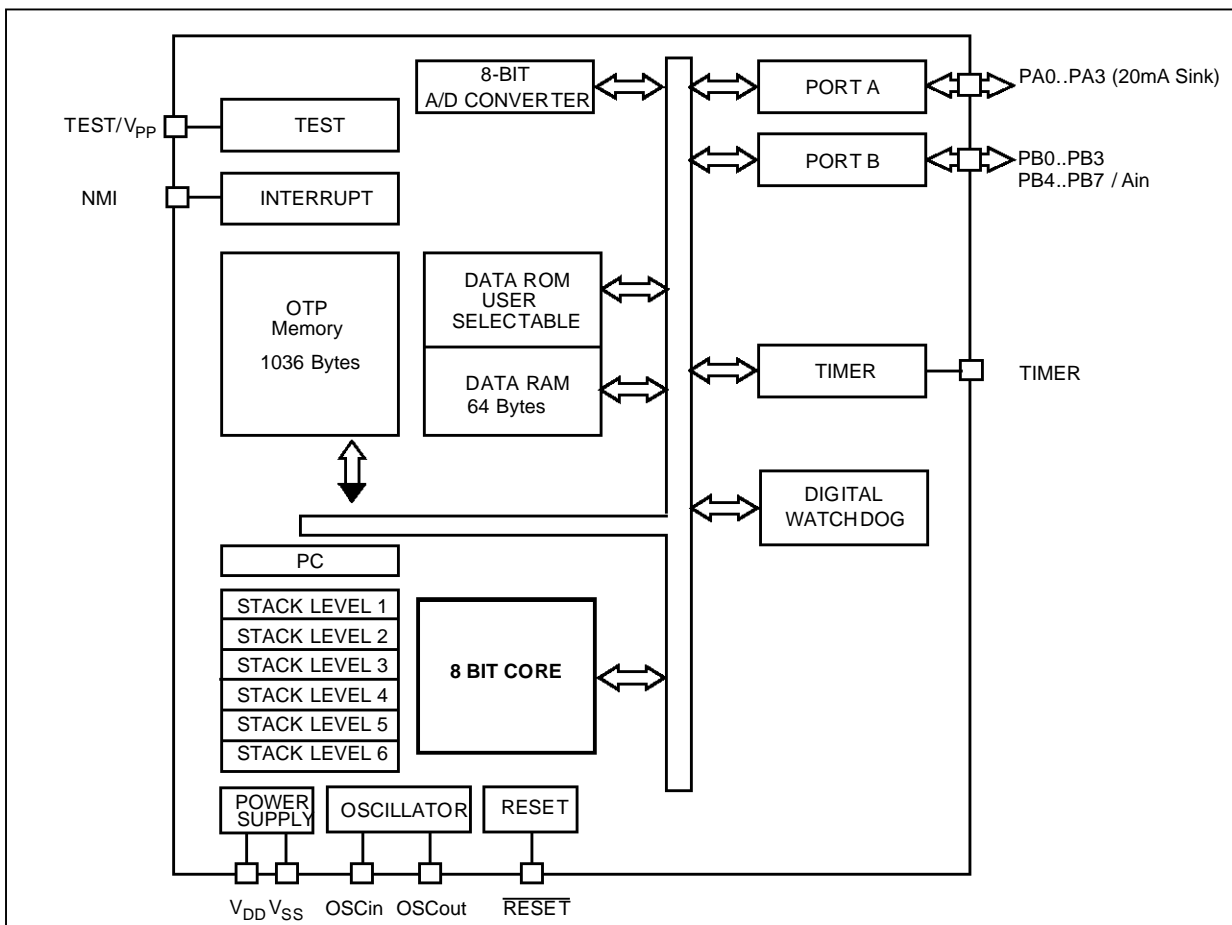 8-BIT
A/D CONVERTER
PORT A
PA0..PA3 (20mA Sink)
TEST/VPP
TEST
PORT B
PB0..PB3
PB4..PB7 / Ain
NMI
INTERRUPT
OTP
Memory
1036 Bytes
DATA ROM
USER
SELECTABLE
DATA RAM
64 Bytes
TIMER
TIMER
DIGITAL
WATCHDOG
PC
STACK LEVEL 1
STACK LEVEL 2
STACK LEVEL 3
STACK LEVEL 4
STACK LEVEL 5
STACK LEVEL 6
8 BIT CORE
POWER
SUPPLY
OSCILLATOR
RESET
VDD VSS OSCin OSCout RESET